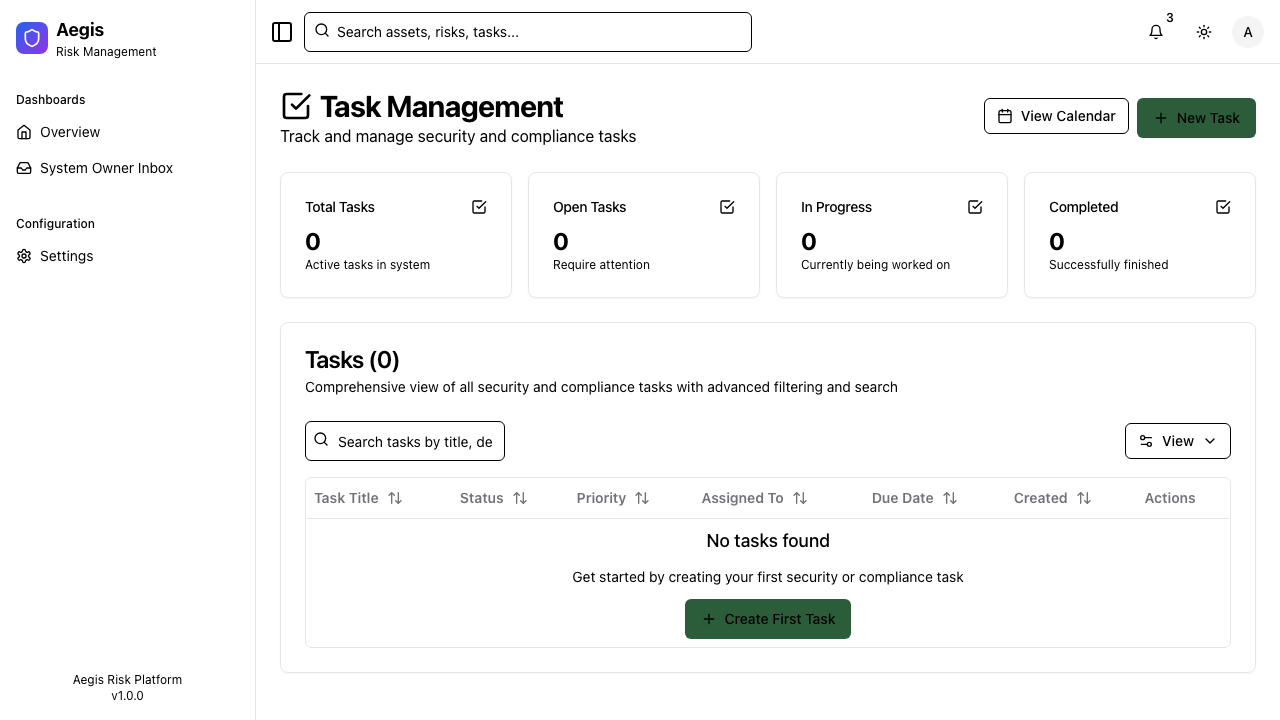 Aegis
Risk Management
Dashboards
Overview
System Owner Inbox
Configuration
Settings
Aegis Risk Platform
v1.0.0
Search assets, risks, tasks...
3
A
Task Management
Track and manage security and compliance tasks
View Calendar
New Task
Total Tasks
0
Active tasks in system
Open Tasks
0
Require attention
In Progress
0
Currently being worked on
Completed
0
Successfully finished
Tasks (0)
Comprehensive view of all security and compliance tasks with advanced filtering and search
Search tasks by title, de
View
Task Title Status Priority Assigned To Due Date Created Actions
No tasks found
Get started by creating your first security or compliance task
Create First Task